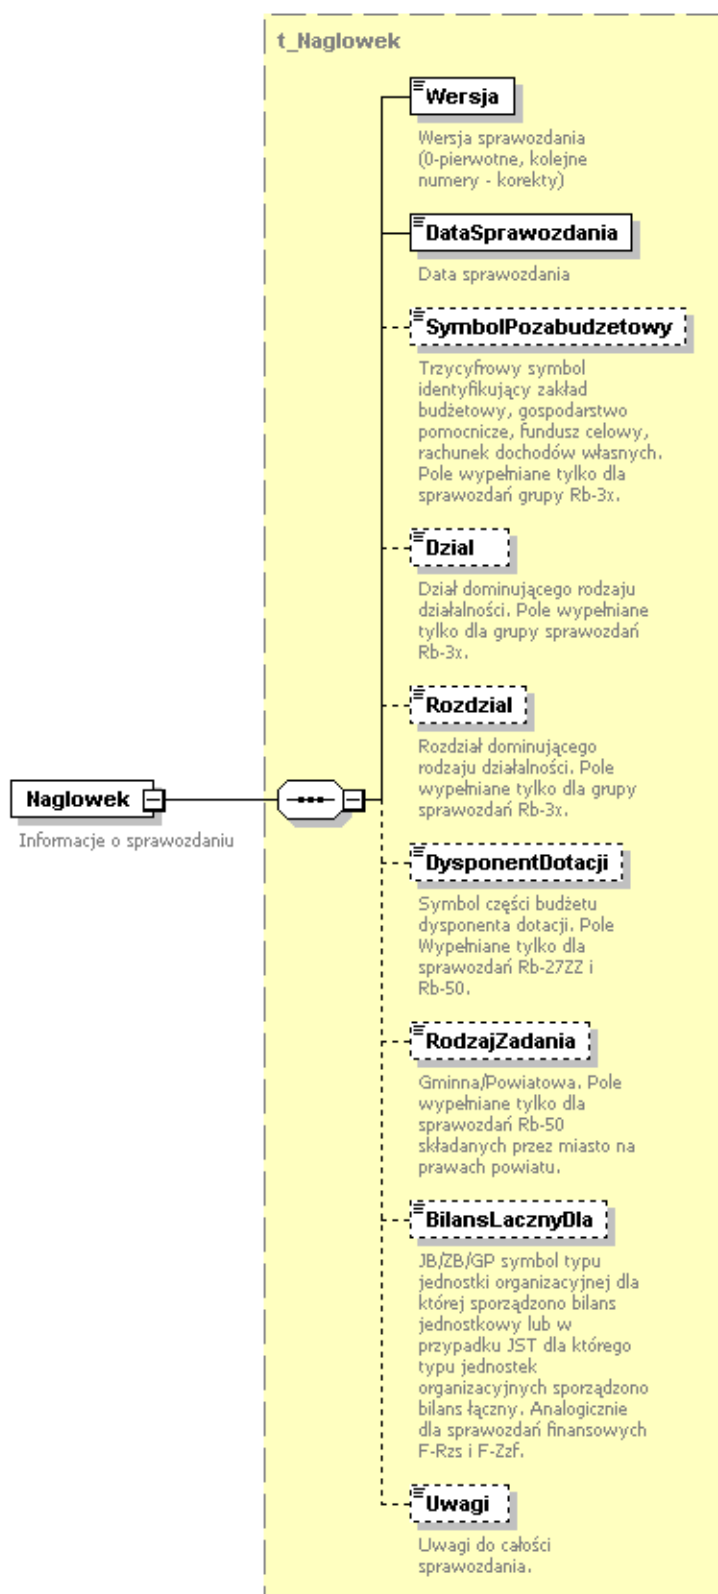 t_Naglowek
Wersja
Wersja sprawozdania
(0-pierwotne, kolejne
numery - korekty)
DataSprawozdania
Data sprawozdania
SymbolPozabudzetowy
Trzycyfrowy symbol
identyfikujący zakład
budżetowy, gospodarstwo
pomocnicze, fundusz celowy,
rachunek dochodów własnych.
Pole wypełniane tylko dla
sprawozdań grupy Rb-3x.
Dzial
Dział dominującego rodzaju
działalności. Pole wypełniane
tylko dla grupy sprawozdań
Rb-3x.
Rozdzial
Rozdział dominującego
rodzaju działalności. Pole
wypełniane tylko dla grupy
sprawozdań Rb-3x.
Naglowek
Informacje o sprawozdaniu
DysponentDotacji
Symbol części budżetu
dysponenta dotacji. Pole
Wypełniane tylko dla
sprawozdań Rb-27ZZ i
Rb-50.
RodzajZadania
Gminna/Powiatowa. Pole
wypełniane tylko dla
sprawozdań Rb-50
składanych przez miasto na
prawach powiatu.
BilansLacznyDla
JB/ZB/GP symbol typu
jednostki organizacyjnej dla
której sporządzono bilans
jednostkowy lub w
przypadku JST dla którego
typu jednostek
organizacyjnych sporządzono
bilans łączny. Analogicznie
dla sprawozdań finansowych
F-Rzs i F-Zzf.
Uwagi
Uwagi do całości
sprawozdania.